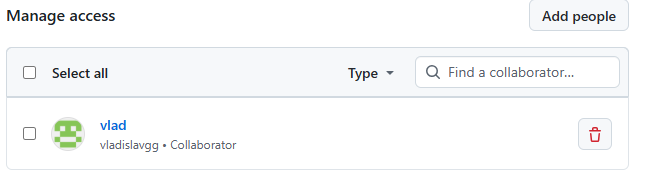 Manage access
Add people
Select all
Type
Find a collaborator...
vlad
vladislavgg • Collaborator